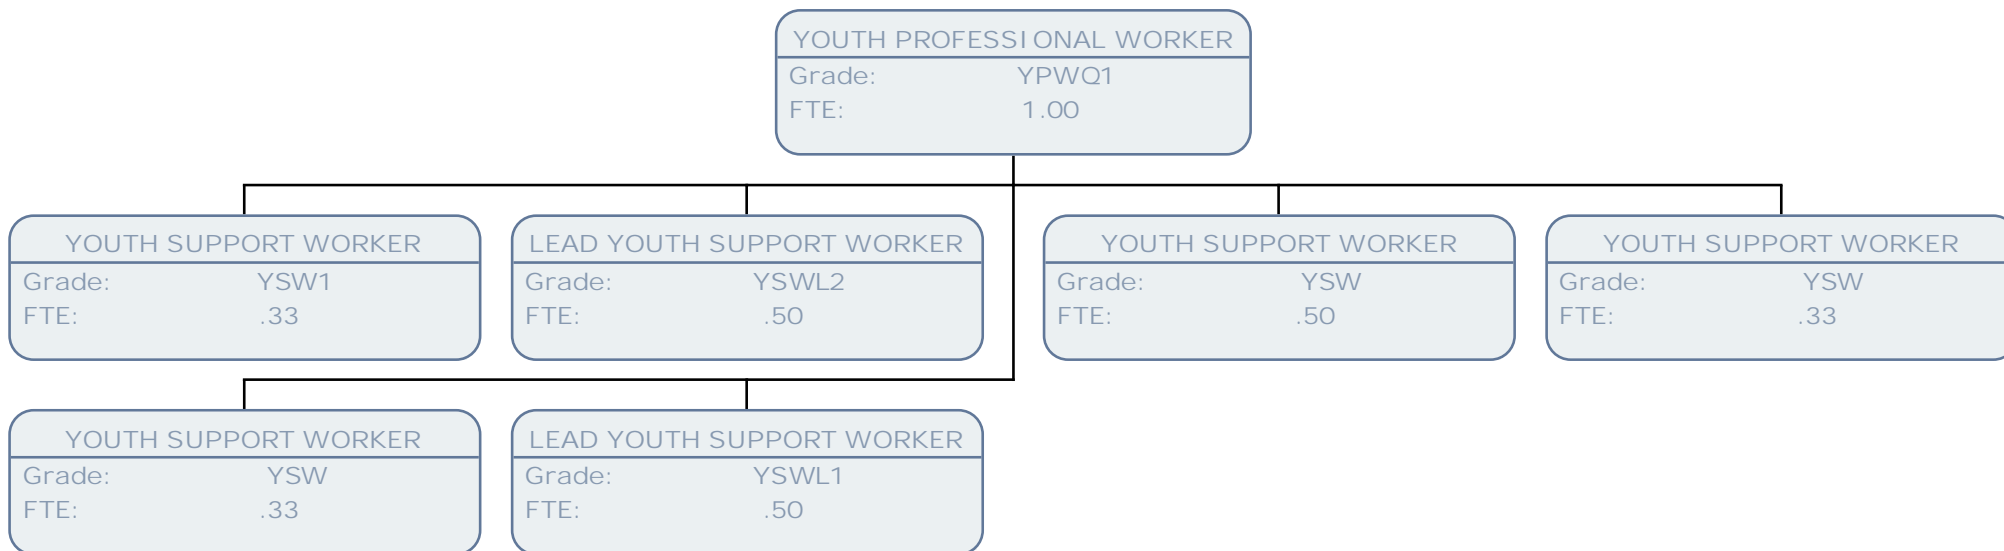 YOUTH PROFESSIONAL WORKER
Grade: YPWQ1
FTE: 1.00
YOUTH SUPPORT WORKER
Grade: YSW1
FTE: .33
LEAD YOUTH SUPPORT WORKER
Grade: YSWL2
FTE: .50
YOUTH SUPPORT WORKER
Grade: YSW
FTE: .50
YOUTH SUPPORT WORKER
Grade: YSW
FTE: .33
YOUTH SUPPORT WORKER
Grade: YSW
FTE: .33
LEAD YOUTH SUPPORT WORKER
Grade: YSWL1
FTE: .50